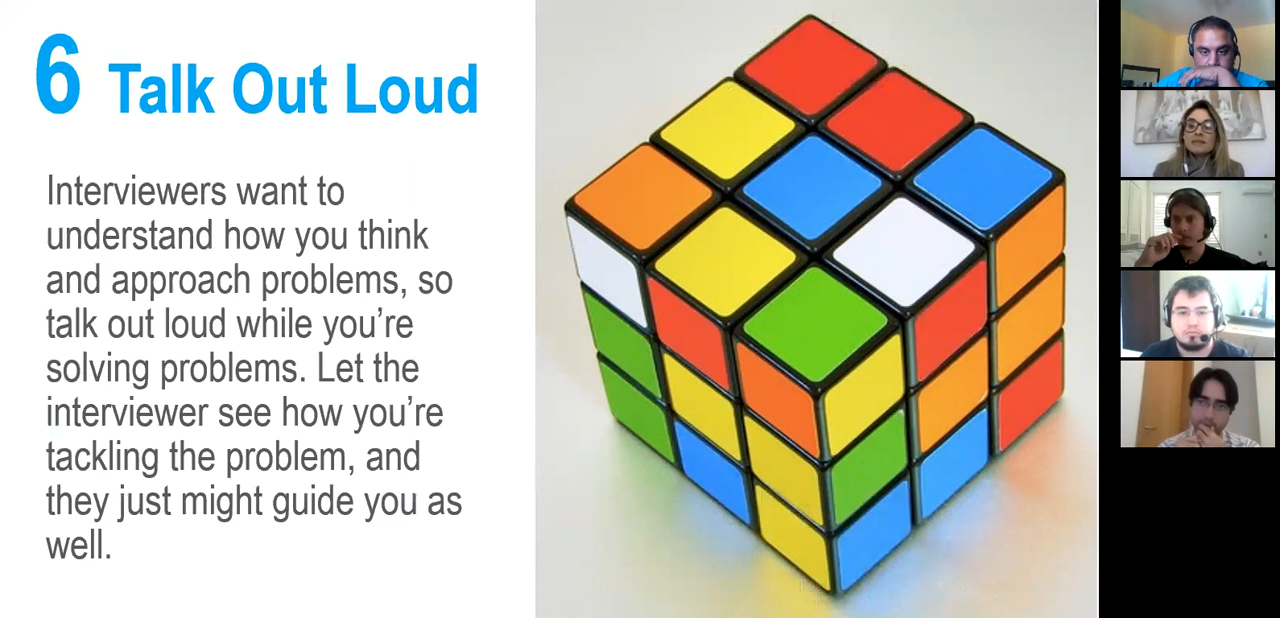 6 Talk Out Loud
Interviewers want to
understand how you think
and approach problems, so
talk out loud while you’re
solving problems. Let the
interviewer see how you’re
tackling the problem, and
they just might guide you as
well.